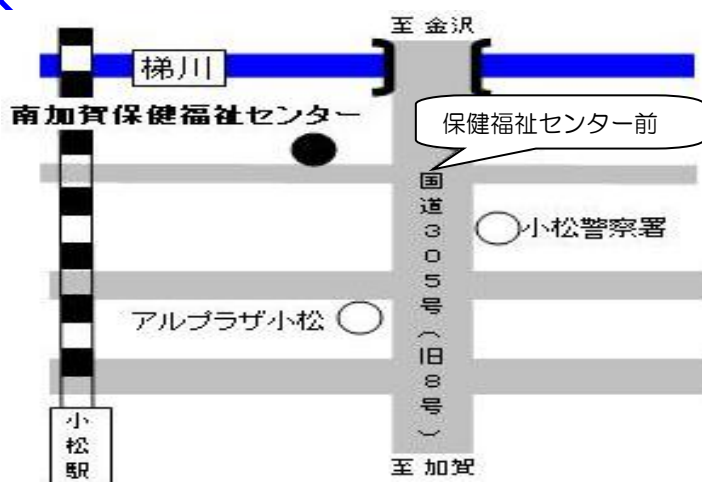 至 金沢
梯川
南加賀保健福祉センター
保健福祉センター前
国道305号(旧8号)
小松警察署
アルプラザ小松
小松駅
至 加賀